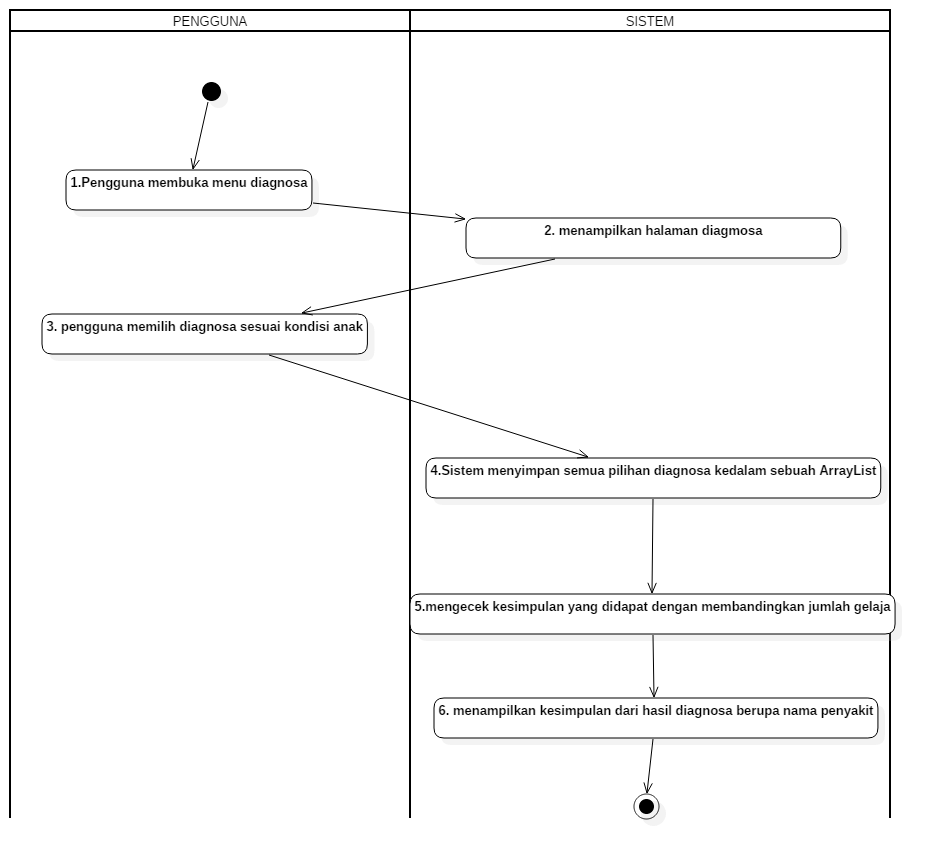 PENGGUNA
SISTEM
1.Pengguna membuka menu diagnosa
2. menampilkan halaman diagmosa
3. pengguna memilih diagnosa sesuai kondisi anak
4.Sistem menyimpan semua pilihan diagnosa kedalam sebuah ArrayList
5.mengecek kesimpulan yang didapat dengan membandingkan jumlah gelaja
6. menampilkan kesimpulan dari hasil diagnosa berupa nama penyakit